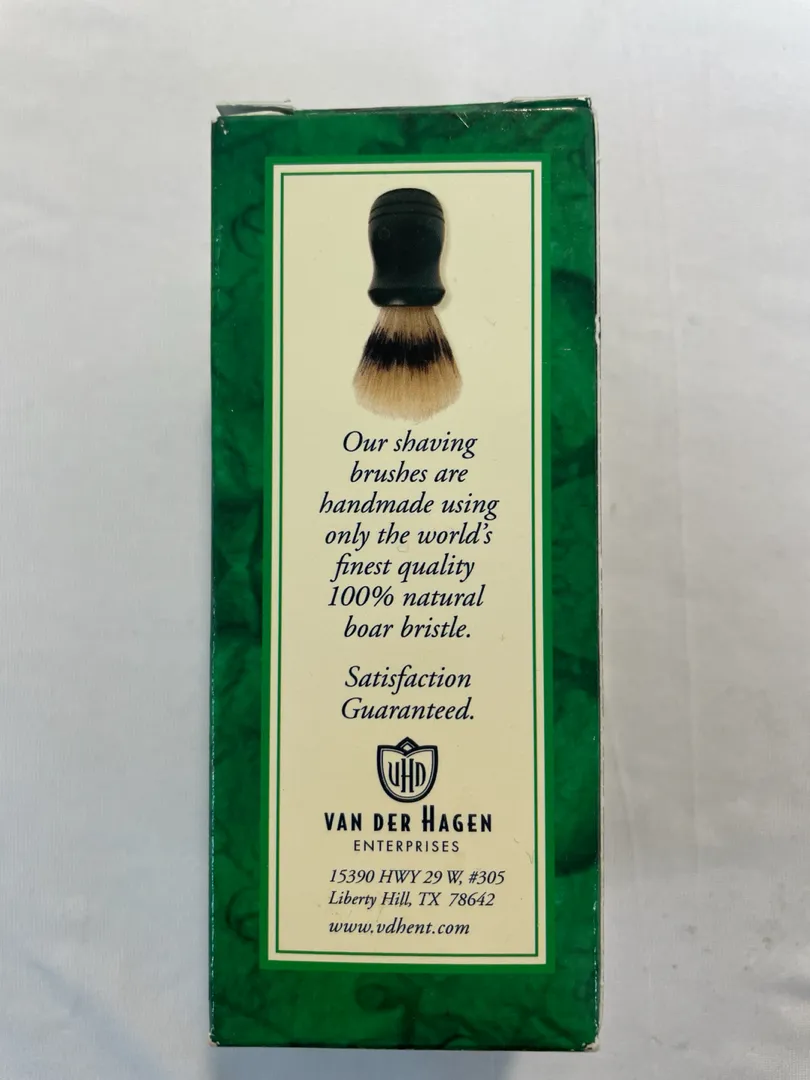 Our shaving
brushes are
handmade using
only the world's
finest quality
100% natural
boar bristle.
Satisfaction
Guaranteed.
VHD
VAN DER HAGEN
ENTERPRISES
15390 HWY 29 W, #305
Liberty Hill, TX 78642
www.vdhent.com